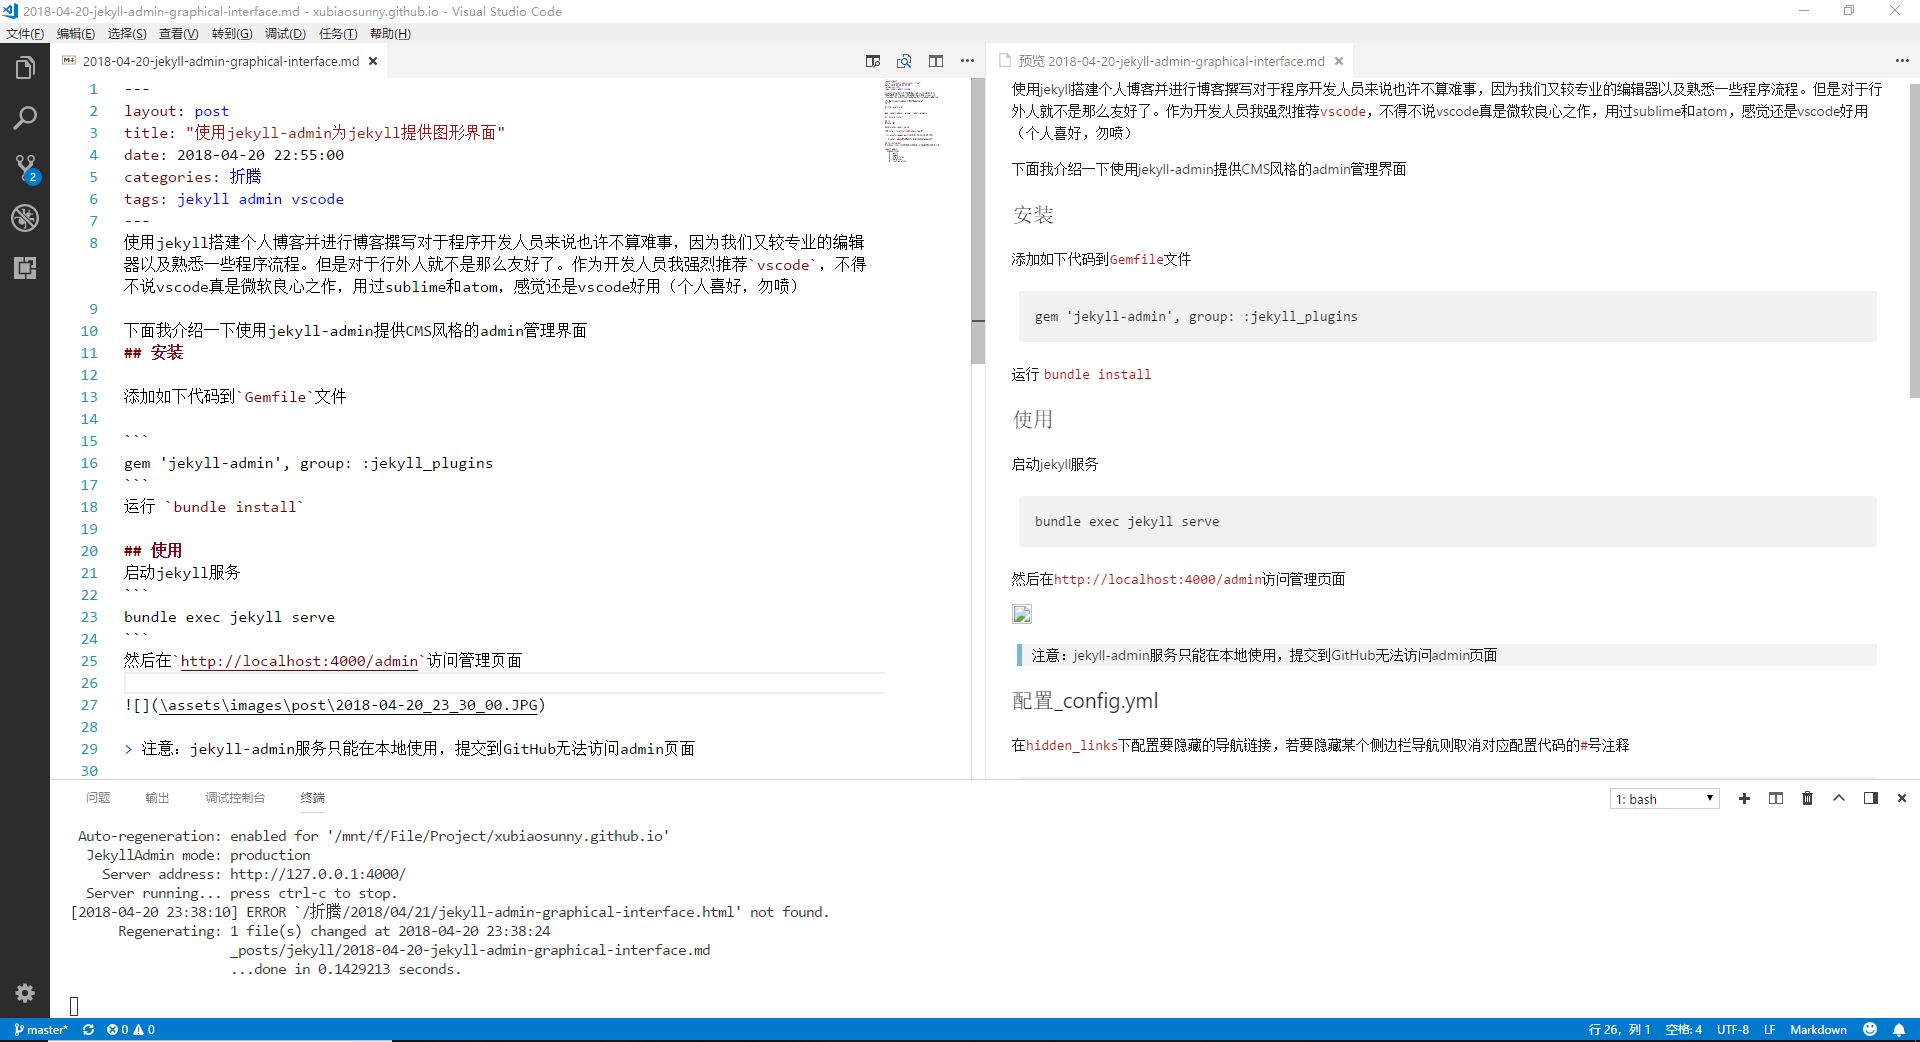 2018-04-20-jekyll-admin-graphical-interface.md - xubiaosunny.github.io - Visual Studio Code
文件(F) 编辑(E) 选择(S) 查看(V) 转到(G) 调试(D) 任务(T) 帮助(H)
2018-04-20-jekyll-admin-graphical-interface.md
1 ---
2 layout: post
3 title: "使用jekyll-admin为jekyll提供图形界面"
4 date: 2018-04-20 22:55:00
5 categories: 折腾
6 tags: jekyll admin vscode
7 ---
8 使用jekyll搭建个人博客并进行博客撰写对于程序开发人员来说也许不算难事，因为我们又较专业的编辑
器以及熟悉一些程序流程。但是对于行外人就不是那么友好了。作为开发人员我强烈推荐`vscode`，不得
不说vscode真是微软良心之作，用过sublime和atom，感觉还是vscode好用（个人喜好，勿喷）
9
10 下面我介绍一下使用jekyll-admin提供CMS风格的admin管理界面
11 ## 安装
12
13 添加如下代码到`Gemfile`文件
14
15 ```
16 gem 'jekyll-admin', group: :jekyll_plugins
17 ```
18 运行 `bundle install`
19
20 ## 使用
21 启动jekyll服务
22 ```
23 bundle exec jekyll serve
24 ```
25 然后在`http://localhost:4000/admin`访问管理页面
26
27 ![](\assets\images\post\2018-04-20_23_30_00.JPG)
28
29 > 注意：jekyll-admin服务只能在本地使用，提交到GitHub无法访问admin页面
30
预览 2018-04-20-jekyll-admin-graphical-interface.md
使用jekyll搭建个人博客并进行博客撰写对于程序开发人员来说也许不算难事，因为我们又较专业的编辑器以及熟悉一些程序流程。但是对于行
外人就不是那么友好了。作为开发人员我强烈推荐vscode，不得不说vscode真是微软良心之作，用过sublime和atom，感觉还是vscode好用
（个人喜好，勿喷）
下面我介绍一下使用jekyll-admin提供CMS风格的admin管理界面
安装
添加如下代码到Gemfile文件
gem 'jekyll-admin', group: :jekyll_plugins
运行 bundle install
使用
启动jekyll服务
bundle exec jekyll serve
然后在http://localhost:4000/admin访问管理页面
注意：jekyll-admin服务只能在本地使用，提交到GitHub无法访问admin页面
配置_config.yml
在hidden_links下配置要隐藏的导航链接，若要隐藏某个侧边栏导航则取消对应配置代码的#号注释
2
问题 输出 调试控制台 终端
1: bash
Auto-regeneration: enabled for '/mnt/f/File/Project/xubiaosunny.github.io'
JekyllAdmin mode: production
Server address: http://127.0.0.1:4000/
Server running... press ctrl-c to stop.
[2018-04-20 23:38:10] ERROR `/折腾/2018/04/21/jekyll-admin-graphical-interface.html' not found.
Regenerating: 1 file(s) changed at 2018-04-20 23:38:24
_posts/jekyll/2018-04-20-jekyll-admin-graphical-interface.md
...done in 0.1429213 seconds.
master* 0 0
行 26，列 1 空格: 4 UTF-8 LF Markdown